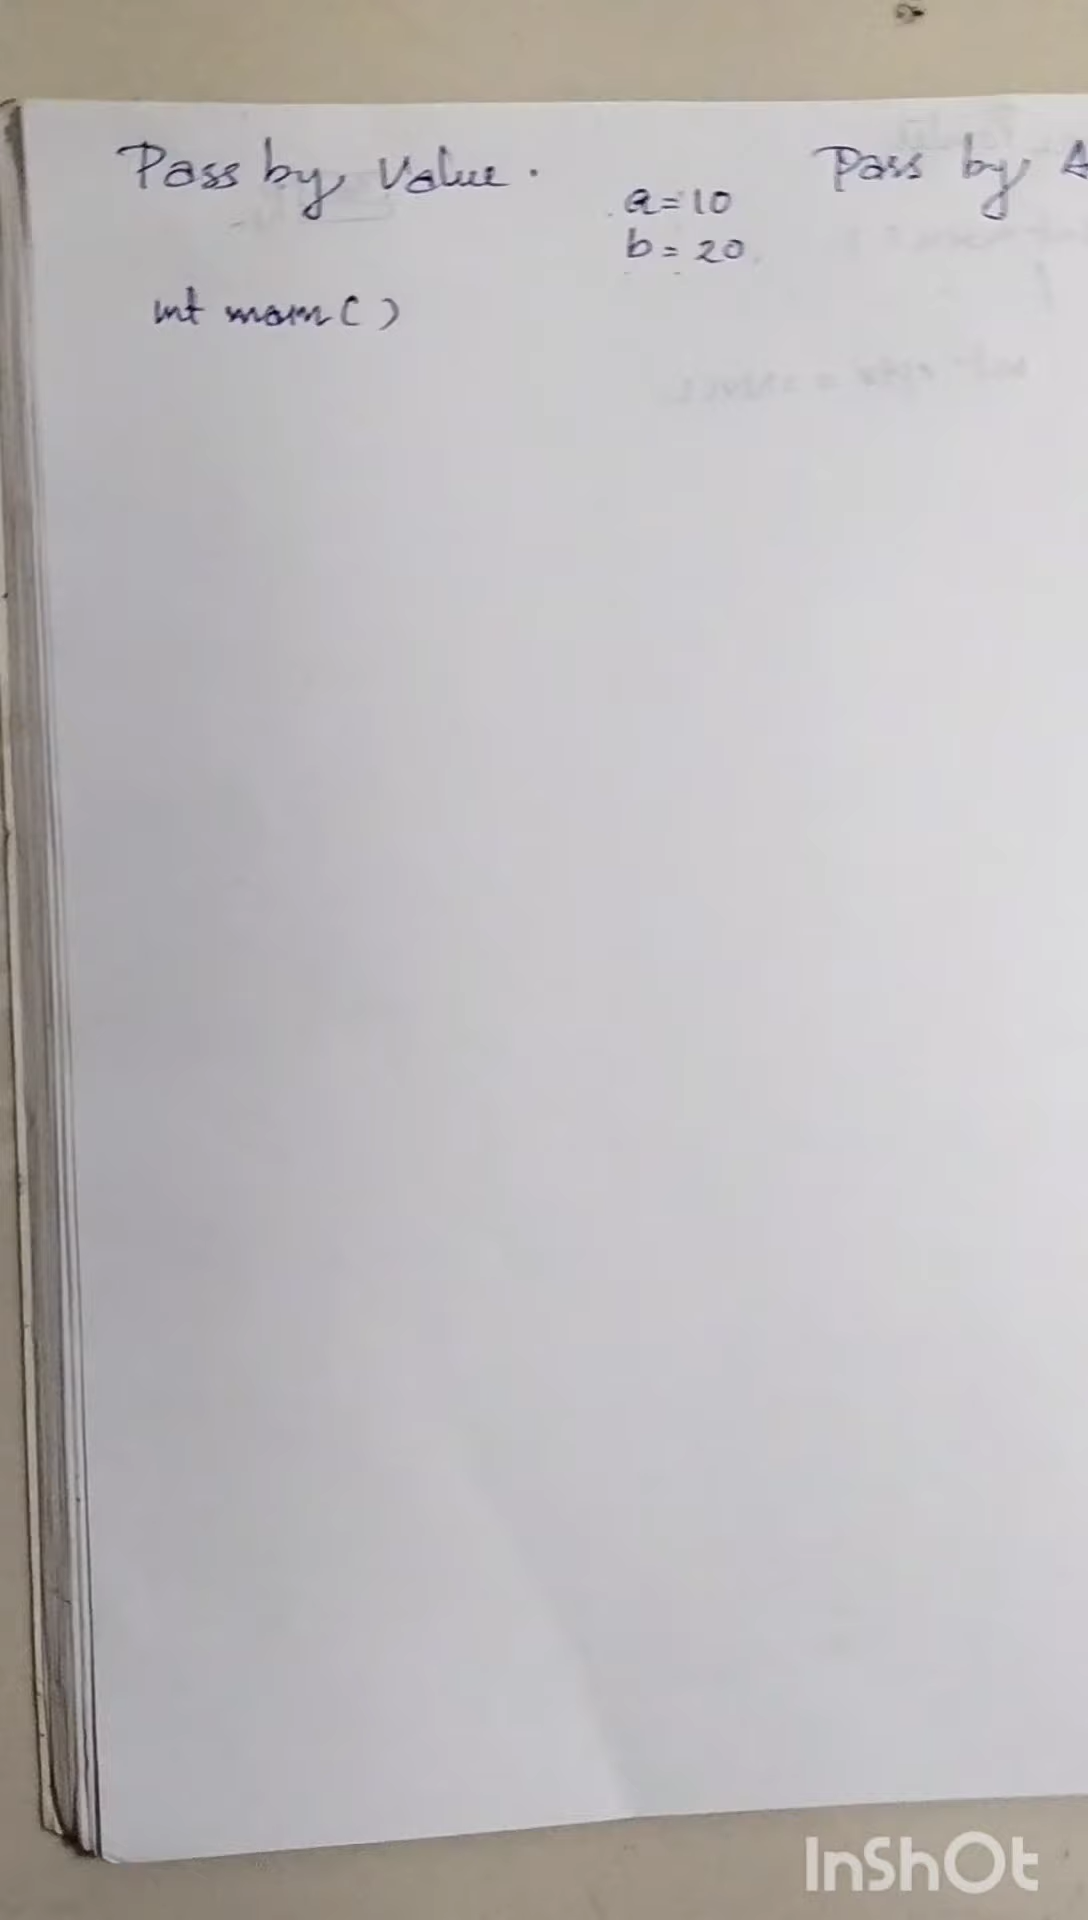 Pass by Value.
Pass by
a=10
b=20
int main()
InShOt